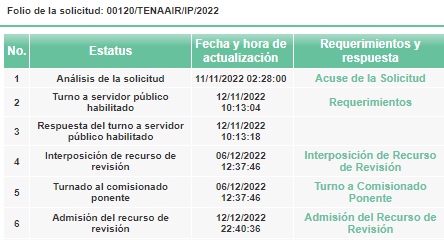 Folio de la solicitud: 00120/TENAAIR/IP/2022
No. Estatus Fecha y hora de actualización Requerimientos y respuesta
1 Análisis de la solicitud 11/11/2022 02:28:00 Acuse de la Solicitud
2 Turno a servidor público habilitado 12/11/2022 10:13:04 Requerimientos
3 Respuesta del turno a servidor público habilitado 12/11/2022 10:13:18
4 Interposición de recurso de revisión 06/12/2022 12:37:46 Interposición de Recurso de Revisión
5 Turnado al comisionado ponente 06/12/2022 12:37:46 Turno a Comisionado Ponente
6 Admisión del recurso de revisión 12/12/2022 22:40:36 Admisión del Recurso de Revisión